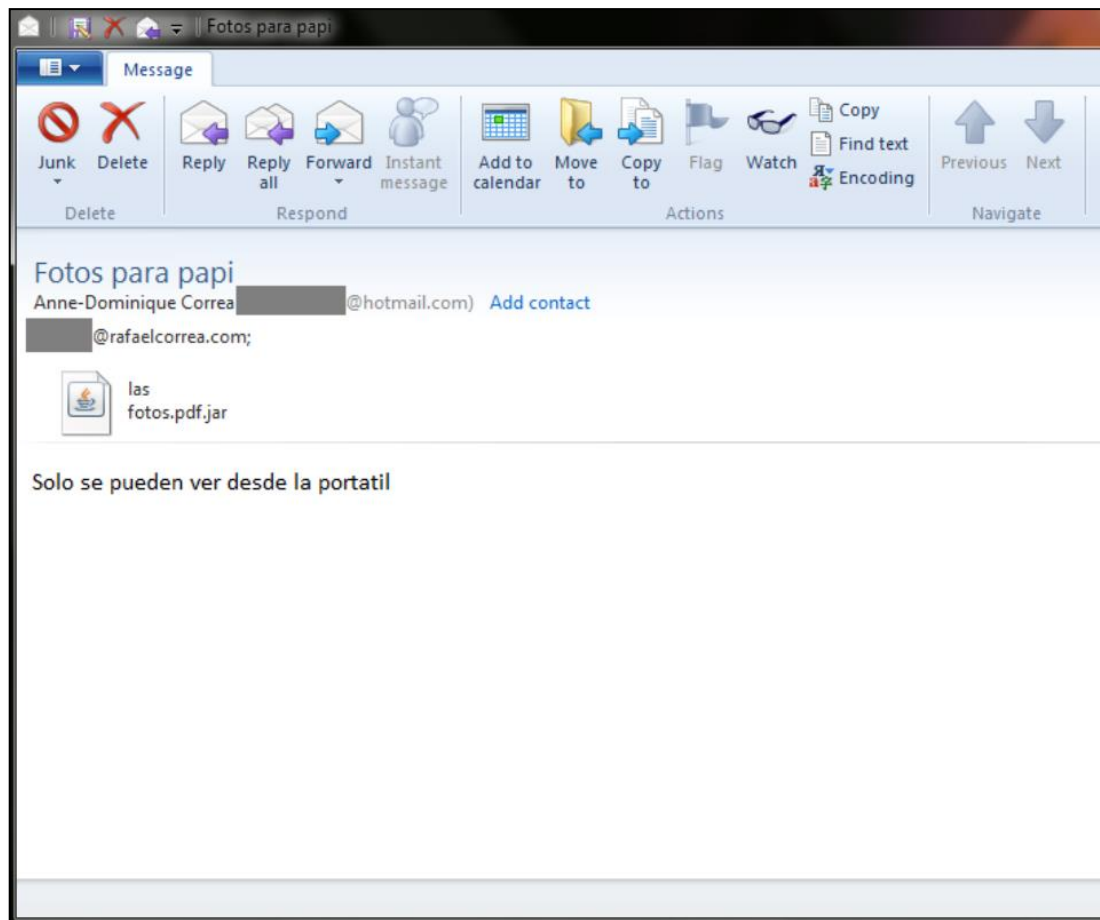 Fotos para papi
Message
Junk Delete Reply Reply all Forward Instant message Add to calendar Move to Copy to Flag Watch Copy Find text Encoding Previous Next
Delete Respond Actions Navigate
Fotos para papi
Anne-Dominique Correa @hotmail.com) Add contact
@rafaelcorrea.com;
las
fotos.pdf.jar
Solo se pueden ver desde la portatil